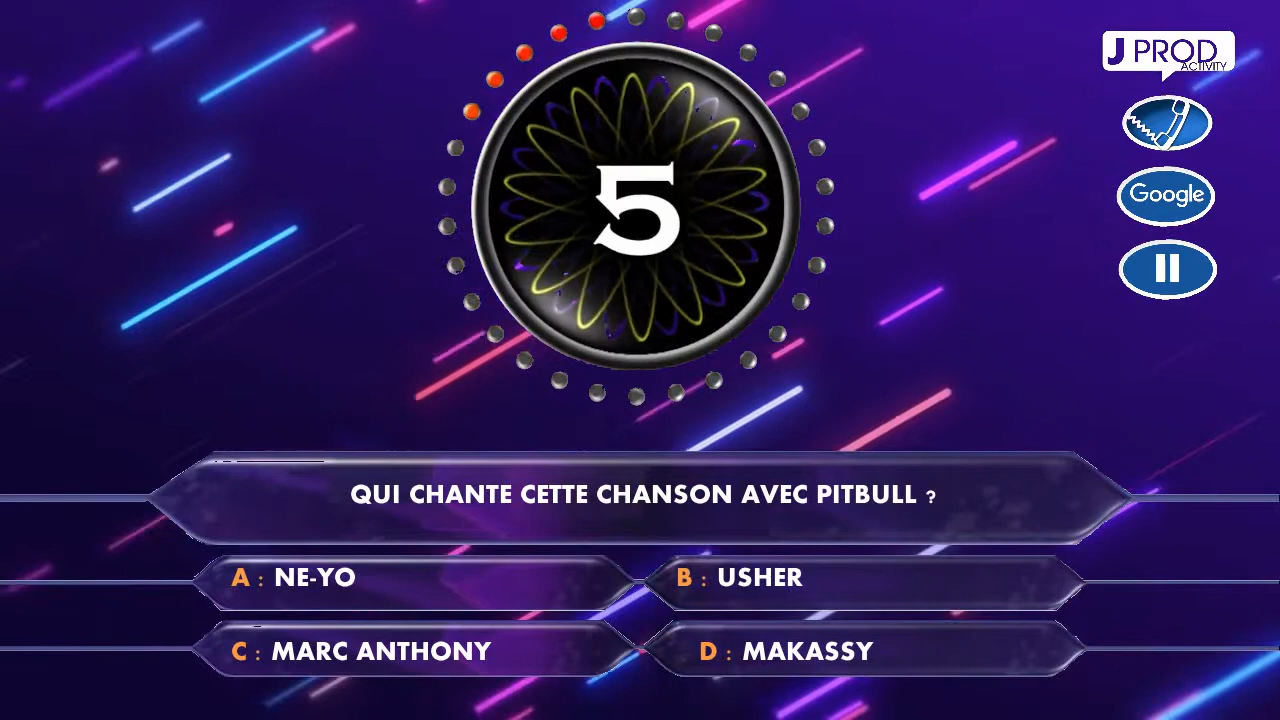 J PROD
ACTIVITY
Google
5
QUI CHANTE CETTE CHANSON AVEC PITBULL ?
A : NE-YO
B : USHER
C : MARC ANTHONY
D : MAKASSY